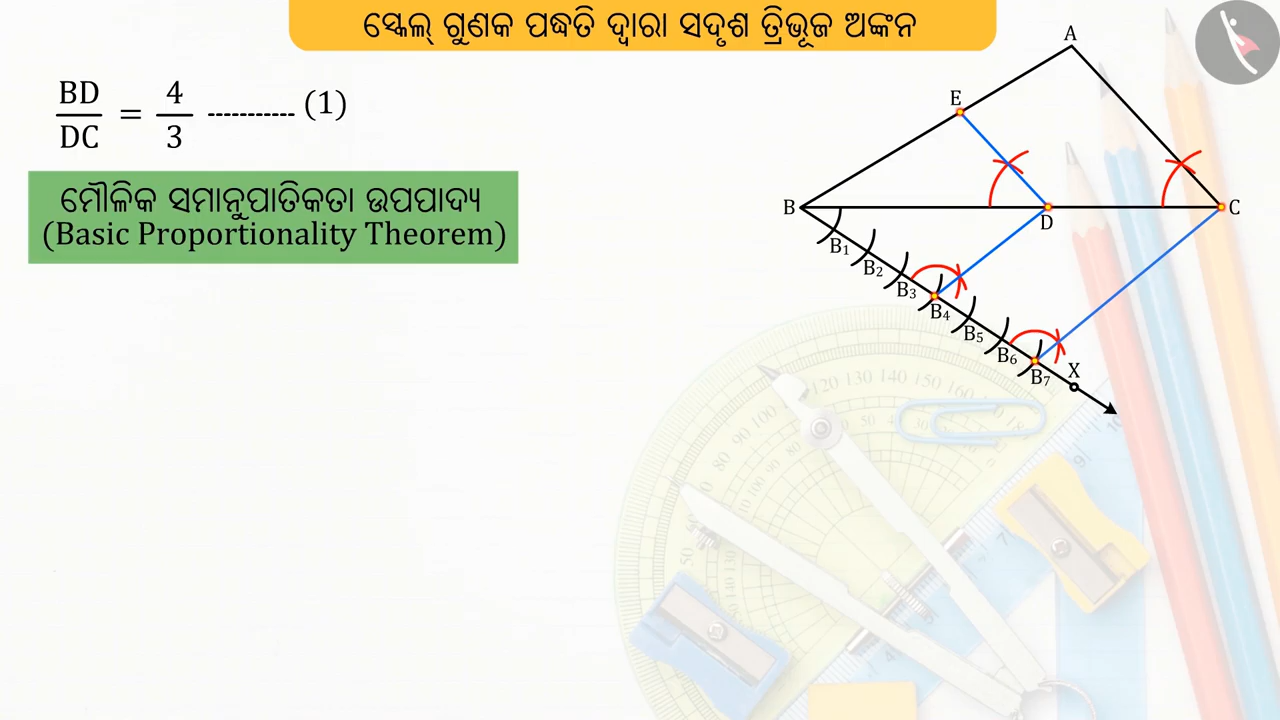 ସ୍କେଲ୍ ଗୁଣକ ପଦ୍ଧତି ଦ୍ୱାରା ସଦୃଶ ତ୍ରିଭୂଜ ଅଙ୍କନ
BD
DC
=
4
3
----------- (1)
ମୌଳିକ ସମାନୁପାତିକତା ଉପପାଦ୍ୟ
(Basic Proportionality Theorem)
A
E
B
D
C
B1
B2
B3
B4
B5
B6
B7
X